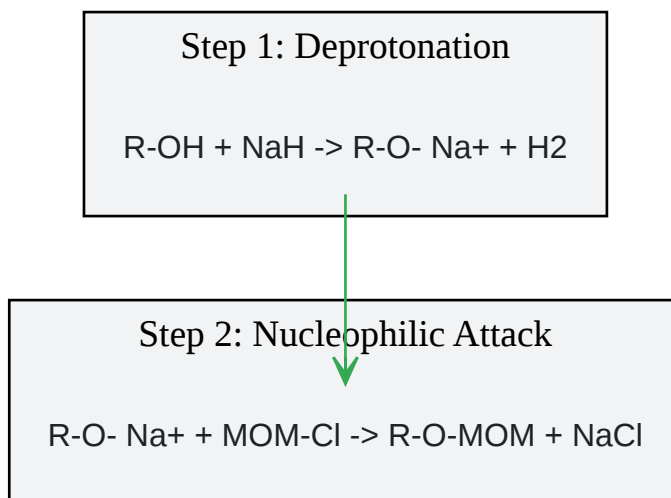 Step 1: Deprotonation
R-OH + NaH -> R-O- Na+ + H2
Step 2: Nucleophilic Attack
R-O- Na+ + MOM-Cl -> R-O-MOM + NaCl